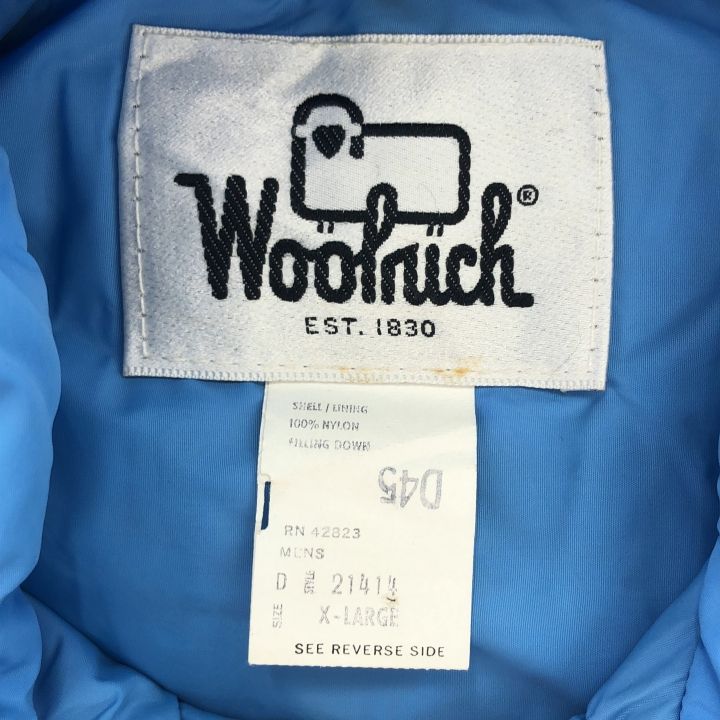 Woolrich®
EST. 1830
SHELL / LINING
100% NYLON
FILLING DOWN
D45
RN 42823
MENS
D STYLE 21414
SIZE X-LARGE
SEE REVERSE SIDE